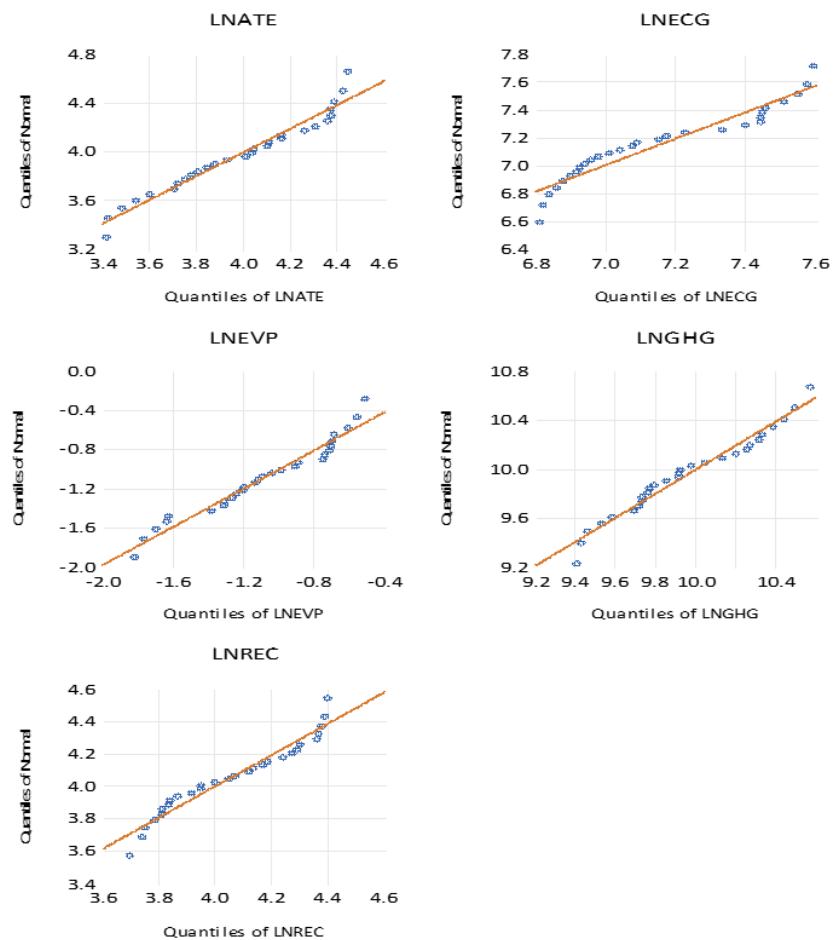 LNATE
4.8
4.4
4.0
3.6
3.2
Quantiles of Normal
3.4 3.6 3.8 4.0 4.2 4.4 4.6
Quantiles of LNATE
LNECG
7.8
7.6
7.4
7.2
7.0
6.8
6.6
6.4
Quantiles of Normal
6.8 7.0 7.2 7.4 7.6
Quantiles of LNECG
LNEVP
0.0
-0.4
-0.8
-1.2
-1.6
-2.0
Quantiles of Normal
-2.0 -1.6 -1.2 -0.8 -0.4
Quantiles of LNEVP
LNGHG
10.8
10.4
10.0
9.6
9.2
Quantiles of Normal
9.2 9.4 9.6 9.8 10.0 10.4
Quantiles of LNGHG
LNREC
4.6
4.4
4.2
4.0
3.8
3.6
3.4
Quantiles of Normal
3.6 3.8 4.0 4.2 4.4 4.6
Quantiles of LNREC